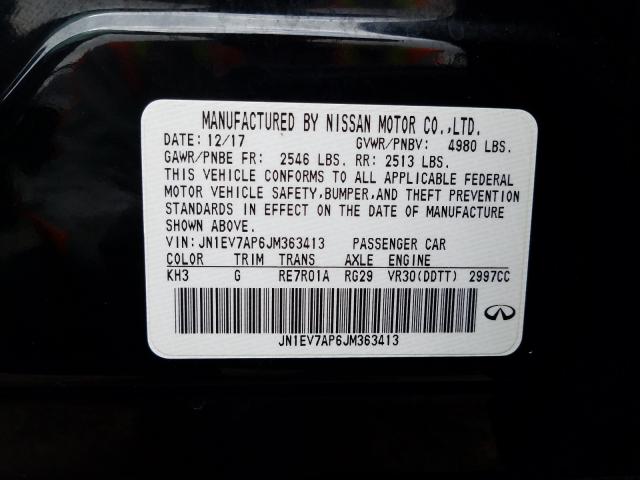 MANUFACTURED BY NISSAN MOTOR CO.,LTD.
DATE: 12/17 GVWR/PNBV: 4980 LBS.
GAWR/PNBE FR: 2546 LBS. RR: 2513 LBS.
THIS VEHICLE CONFORMS TO ALL APPLICABLE FEDERAL
MOTOR VEHICLE SAFETY, BUMPER, AND THEFT PREVENTION
STANDARDS IN EFFECT ON THE DATE OF MANUFACTURE
SHOWN ABOVE.
VIN: JN1EV7AP6JM363413 PASSENGER CAR
COLOR TRIM TRANS AXLE ENGINE
KH3 G RE7R01A RG29 VR30(DDTT) 2997CC
JN1EV7AP6JM363413